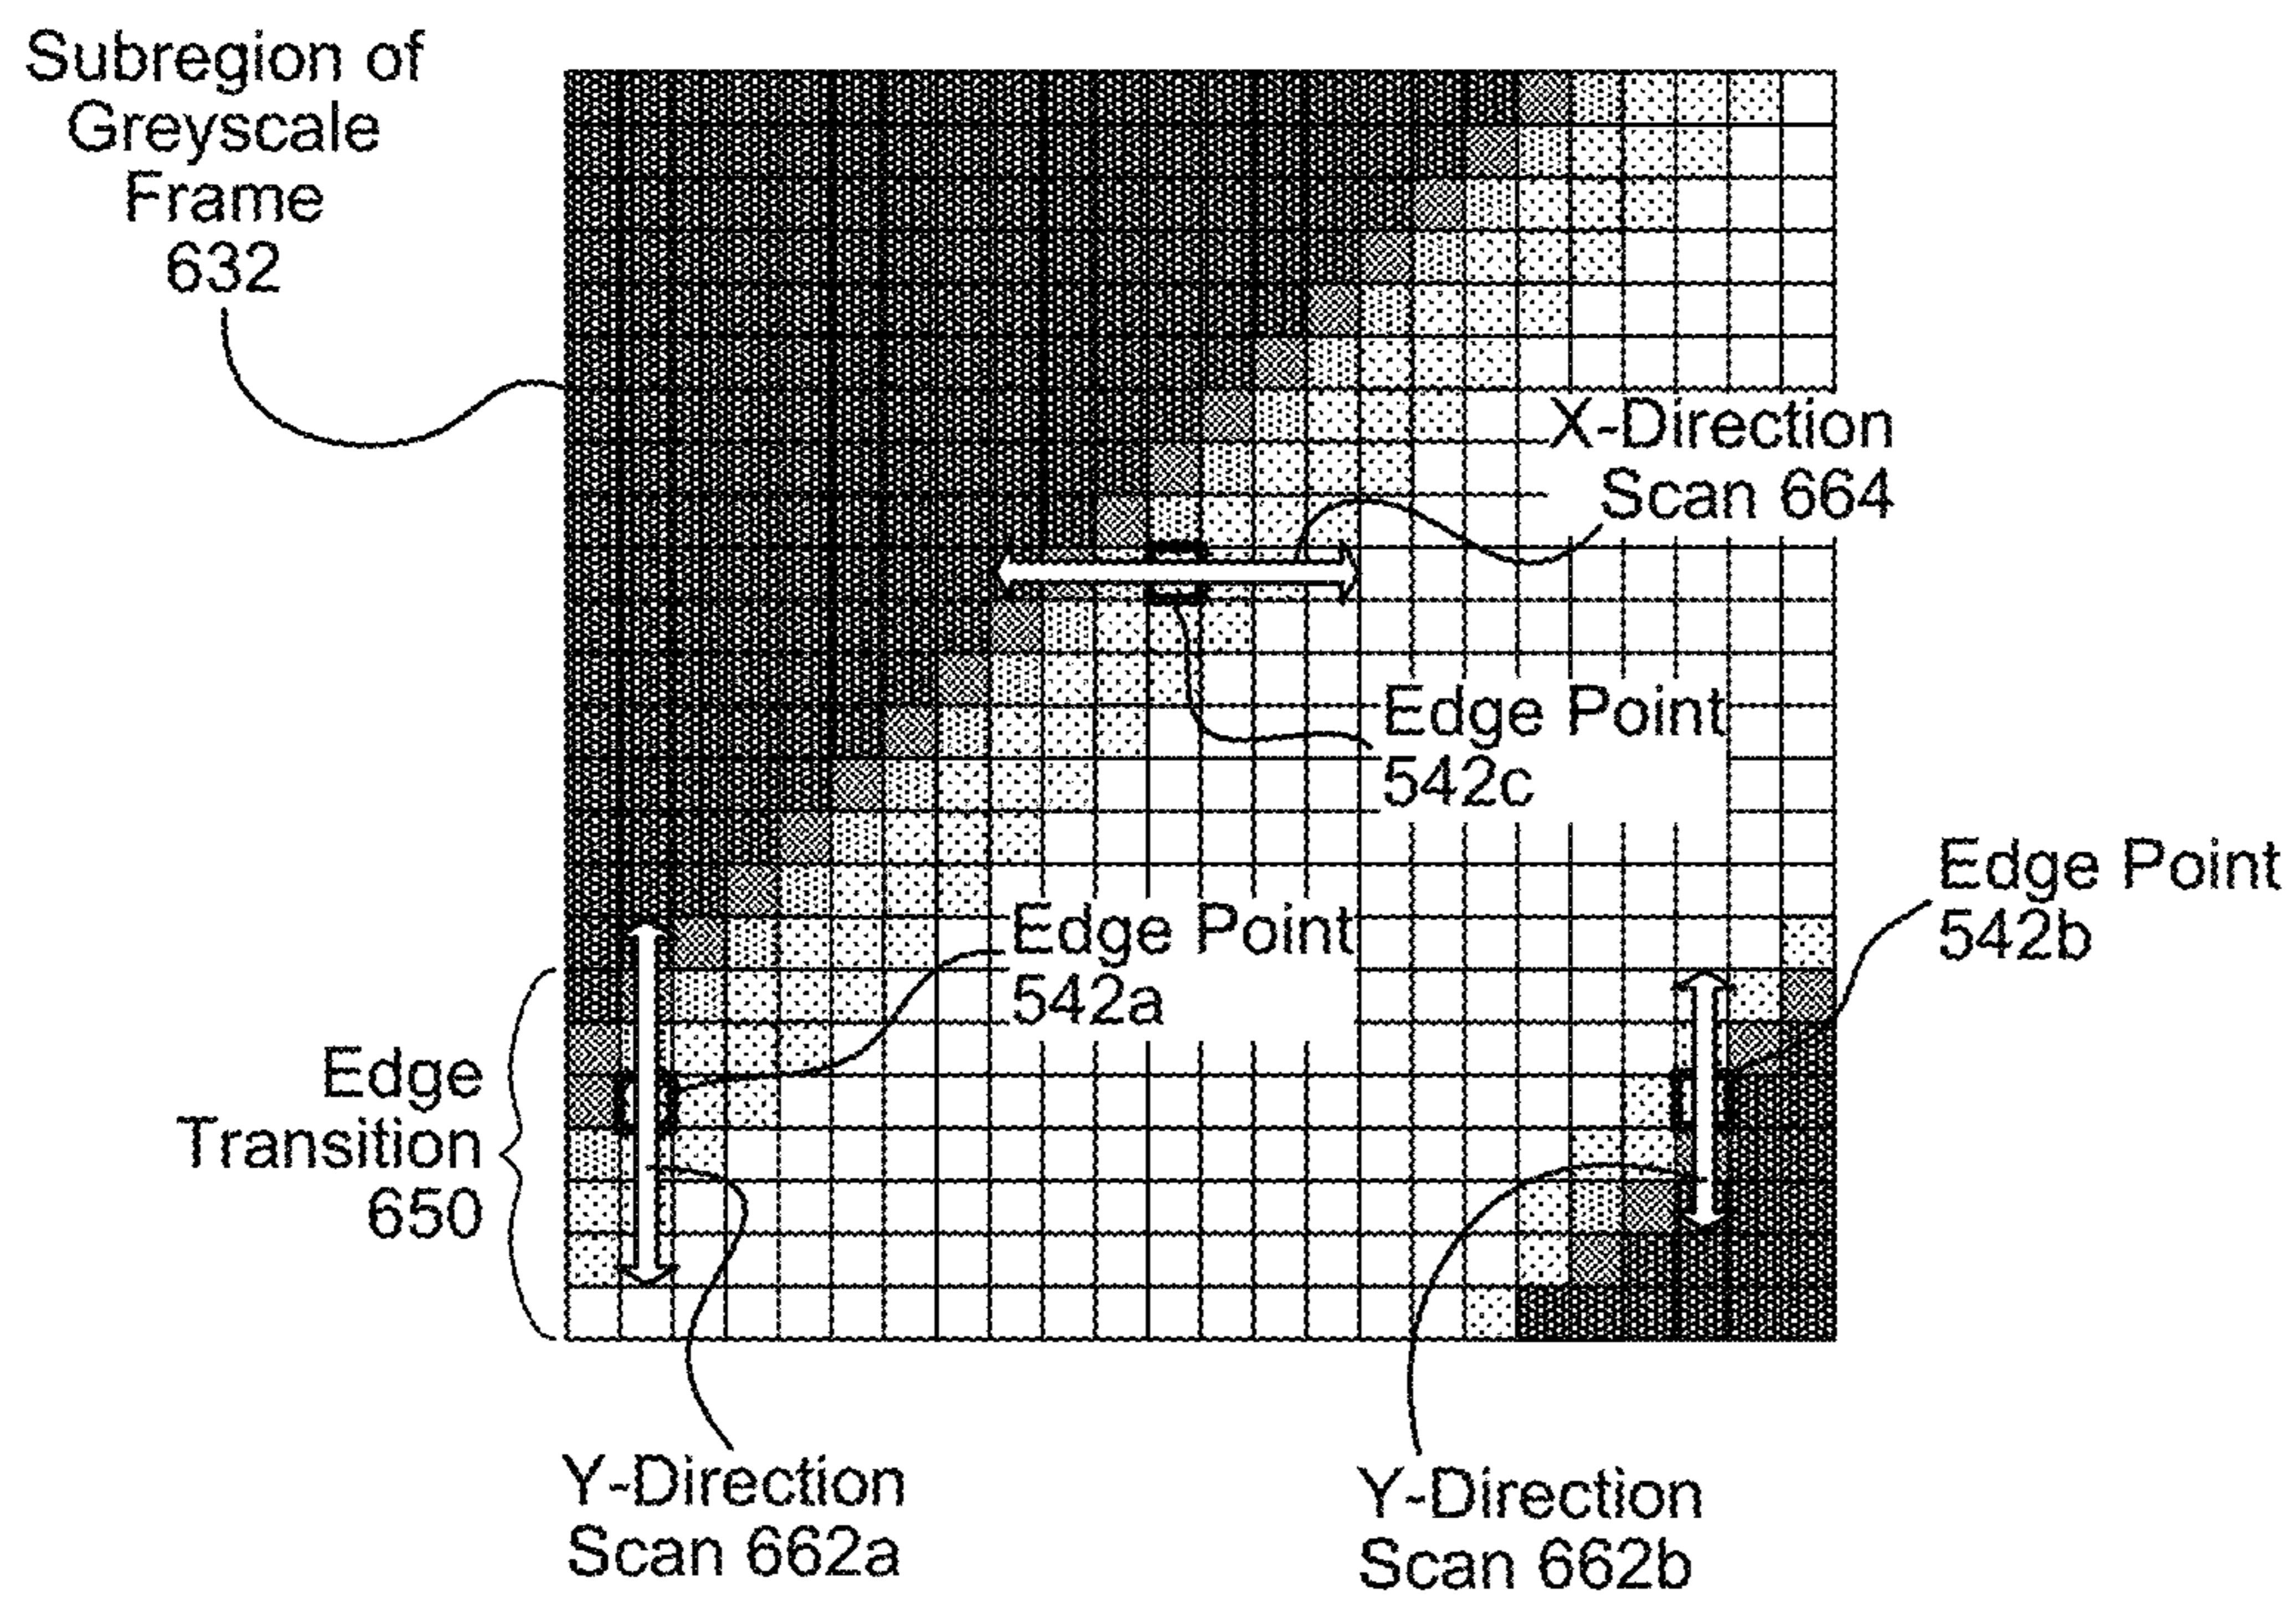 Subregion of
Greyscale
Frame
632
X-Direction
Scan 664
Edge Point
542c
Edge Point
542b
Edge Point
542a
Edge
Transition
650
Y-Direction
Scan 662a
Y-Direction
Scan 662b